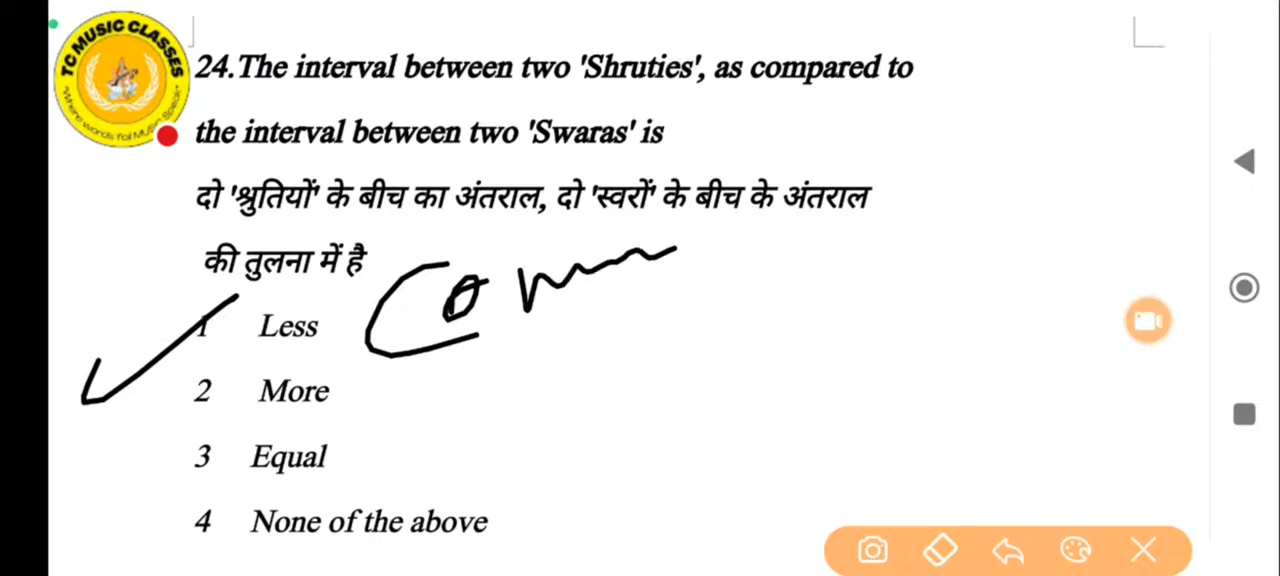 TC MUSIC CLASSES
24.The interval between two 'Shruties', as compared to
the interval between two 'Swaras' is
दो 'श्रुतियों' के बीच का अंतराल, दो 'स्वरों' के बीच के अंतराल
की तुलना में है
1 Less
2 More
3 Equal
4 None of the above